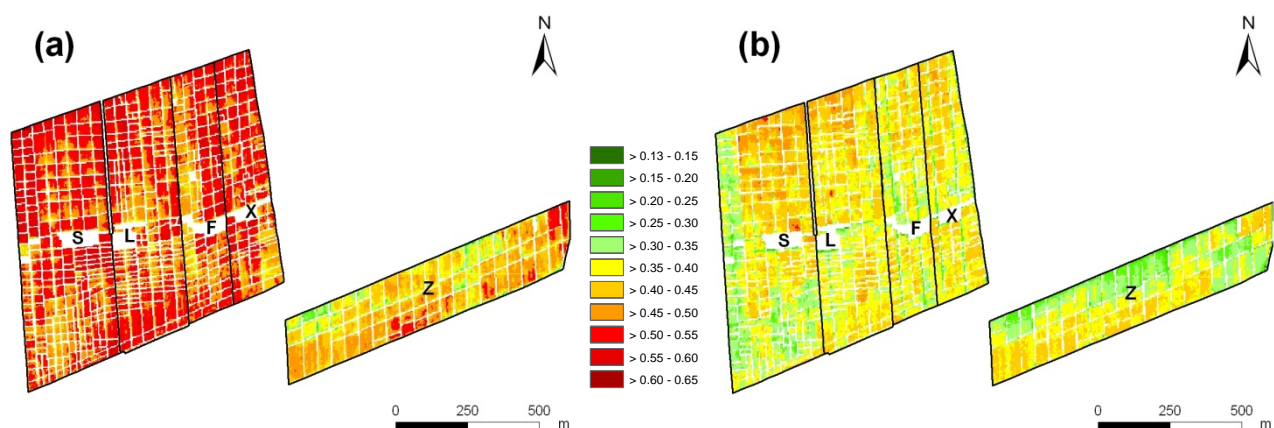 (a)
N
S
L
F
X
Z
0 250 500
m
> 0.13 - 0.15
> 0.15 - 0.20
> 0.20 - 0.25
> 0.25 - 0.30
> 0.30 - 0.35
> 0.35 - 0.40
> 0.40 - 0.45
> 0.45 - 0.50
> 0.50 - 0.55
> 0.55 - 0.60
> 0.60 - 0.65
(b)
N
S
L
F
X
Z
0 250 500
m